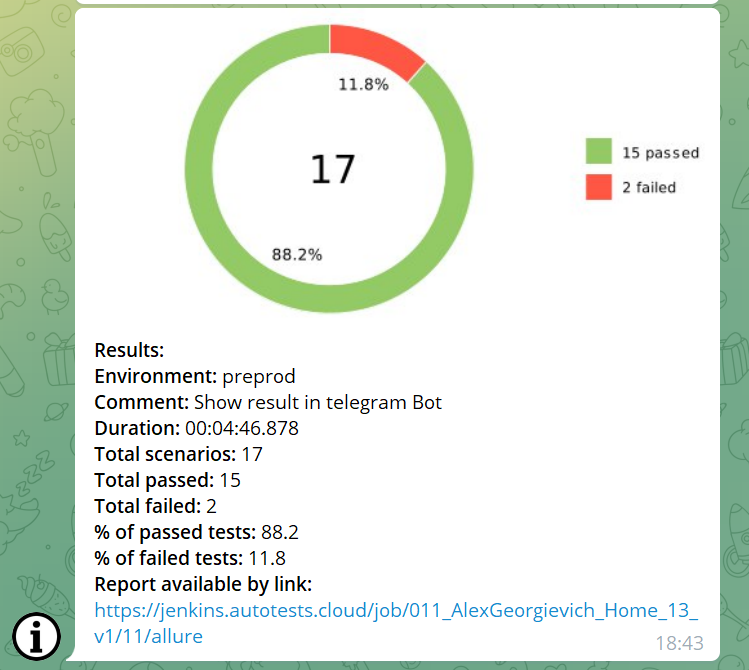 11.8%
17
15 passed
2 failed
88.2%
Results:
Environment: preprod
Comment: Show result in telegram Bot
Duration: 00:04:46.878
Total scenarios: 17
Total passed: 15
Total failed: 2
% of passed tests: 88.2
% of failed tests: 11.8
Report available by link:
https://jenkins.autotests.cloud/job/011_AlexGeorgievich_Home_13_
v1/11/allure
18:43